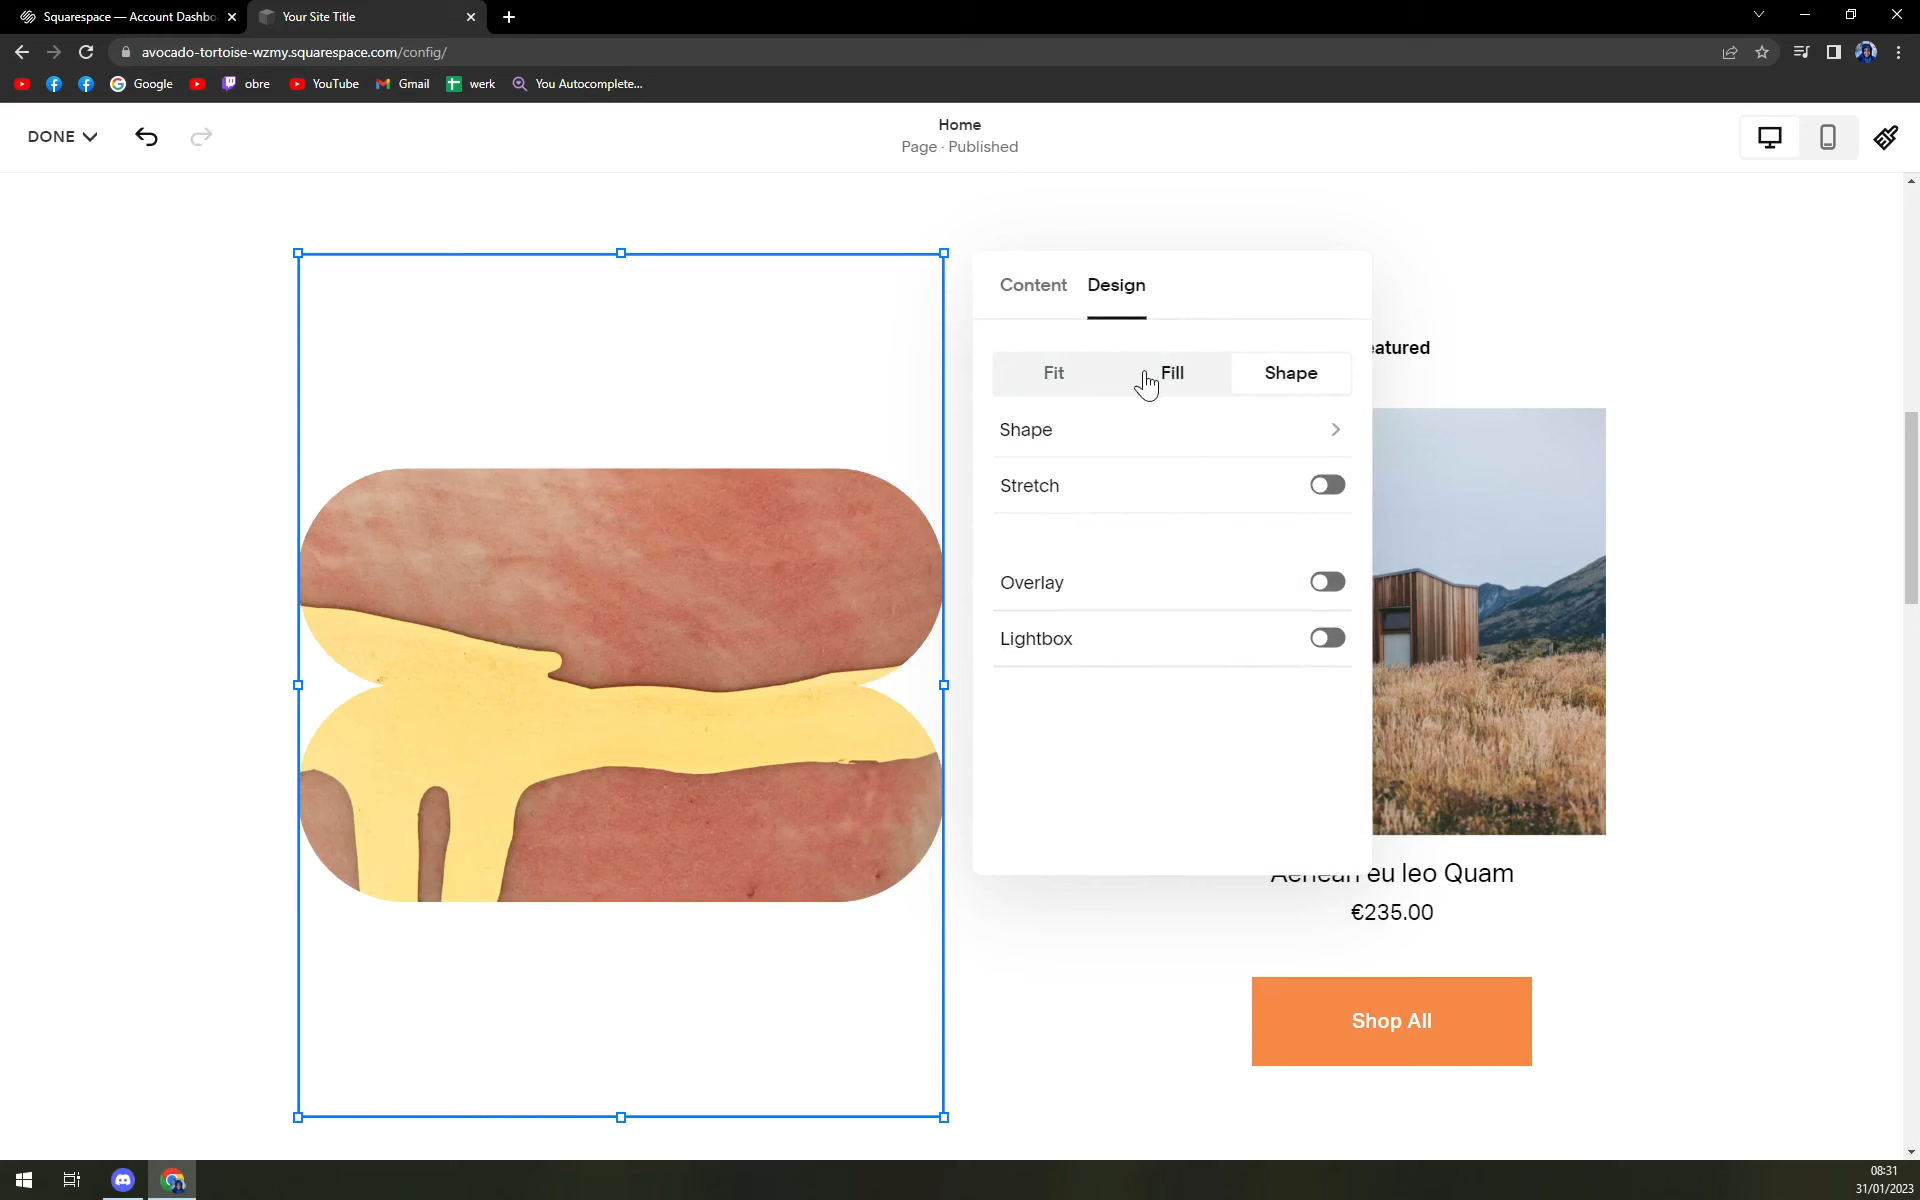 Squarespace — Account Dashbo
Your Site Title
avocado-tortoise-wzmy.squarespace.com/config/
Google
obre
YouTube
Gmail
werk
You Autocomplete...
DONE
Home
Page · Published
Content
Design
Fit
Fill
Shape
Shape
Stretch
Overlay
Lightbox
eatured
Aenean eu leo Quam
€235.00
Shop All
08:31
31/01/2023